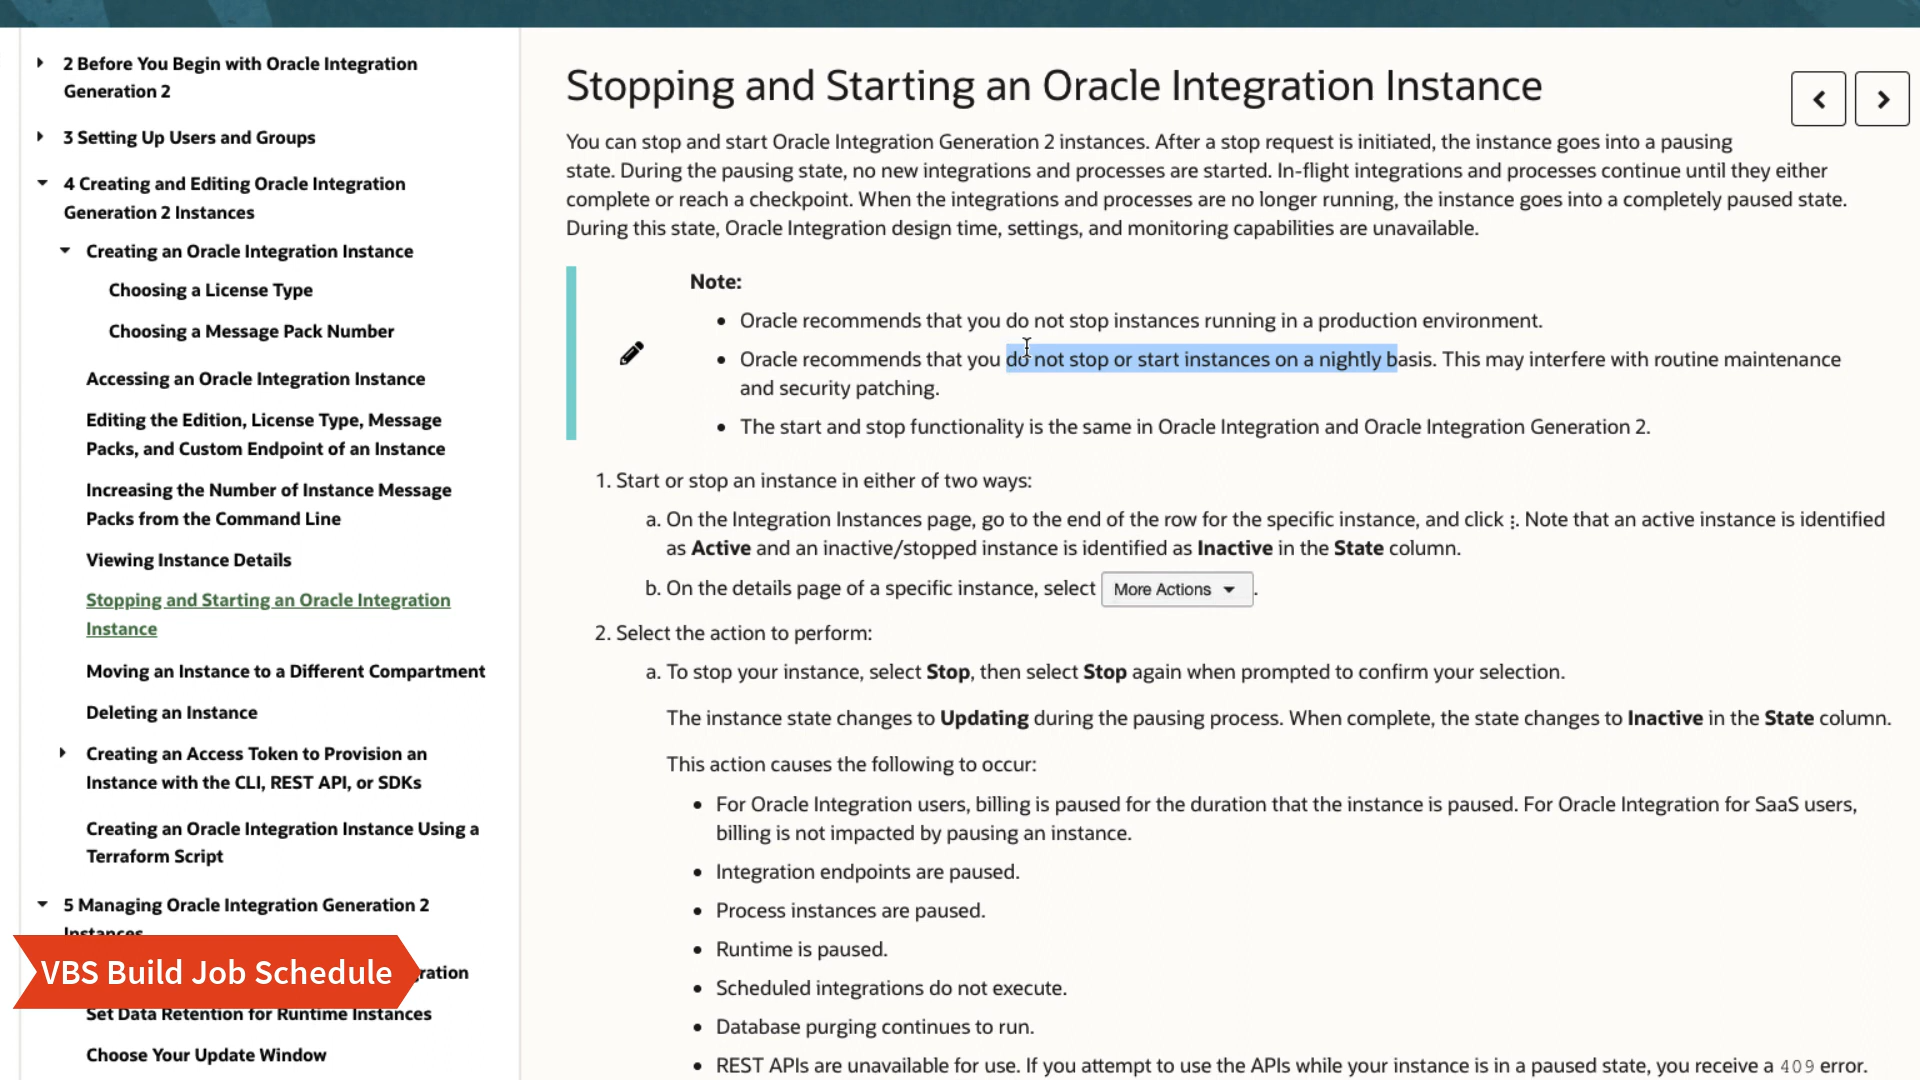 2 Before You Begin with Oracle Integration
Generation 2
3 Setting Up Users and Groups
4 Creating and Editing Oracle Integration
Generation 2 Instances
Creating an Oracle Integration Instance
Choosing a License Type
Choosing a Message Pack Number
Accessing an Oracle Integration Instance
Editing the Edition, License Type, Message
Packs, and Custom Endpoint of an Instance
Increasing the Number of Instance Message
Packs from the Command Line
Viewing Instance Details
Stopping and Starting an Oracle Integration
Instance
Moving an Instance to a Different Compartment
Deleting an Instance
Creating an Access Token to Provision an
Instance with the CLI, REST API, or SDKs
Creating an Oracle Integration Instance Using a
Terraform Script
5 Managing Oracle Integration Generation 2
Instances
VBS Build Job Schedule
ration
Set Data Retention for Runtime Instances
Choose Your Update Window
Stopping and Starting an Oracle Integration Instance
You can stop and start Oracle Integration Generation 2 instances. After a stop request is initiated, the instance goes into a pausing
state. During the pausing state, no new integrations and processes are started. In-flight integrations and processes continue until they either
complete or reach a checkpoint. When the integrations and processes are no longer running, the instance goes into a completely paused state.
During this state, Oracle Integration design time, settings, and monitoring capabilities are unavailable.
Note:
• Oracle recommends that you do not stop instances running in a production environment.
• Oracle recommends that you do not stop or start instances on a nightly basis. This may interfere with routine maintenance
and security patching.
• The start and stop functionality is the same in Oracle Integration and Oracle Integration Generation 2.
1. Start or stop an instance in either of two ways:
a. On the Integration Instances page, go to the end of the row for the specific instance, and click ⋮. Note that an active instance is identified
as Active and an inactive/stopped instance is identified as Inactive in the State column.
b. On the details page of a specific instance, select More Actions.
2. Select the action to perform:
a. To stop your instance, select Stop, then select Stop again when prompted to confirm your selection.
The instance state changes to Updating during the pausing process. When complete, the state changes to Inactive in the State column.
This action causes the following to occur:
• For Oracle Integration users, billing is paused for the duration that the instance is paused. For Oracle Integration for SaaS users,
billing is not impacted by pausing an instance.
• Integration endpoints are paused.
• Process instances are paused.
• Runtime is paused.
• Scheduled integrations do not execute.
• Database purging continues to run.
• REST APIs are unavailable for use. If you attempt to use the APIs while your instance is in a paused state, you receive a 409 error.